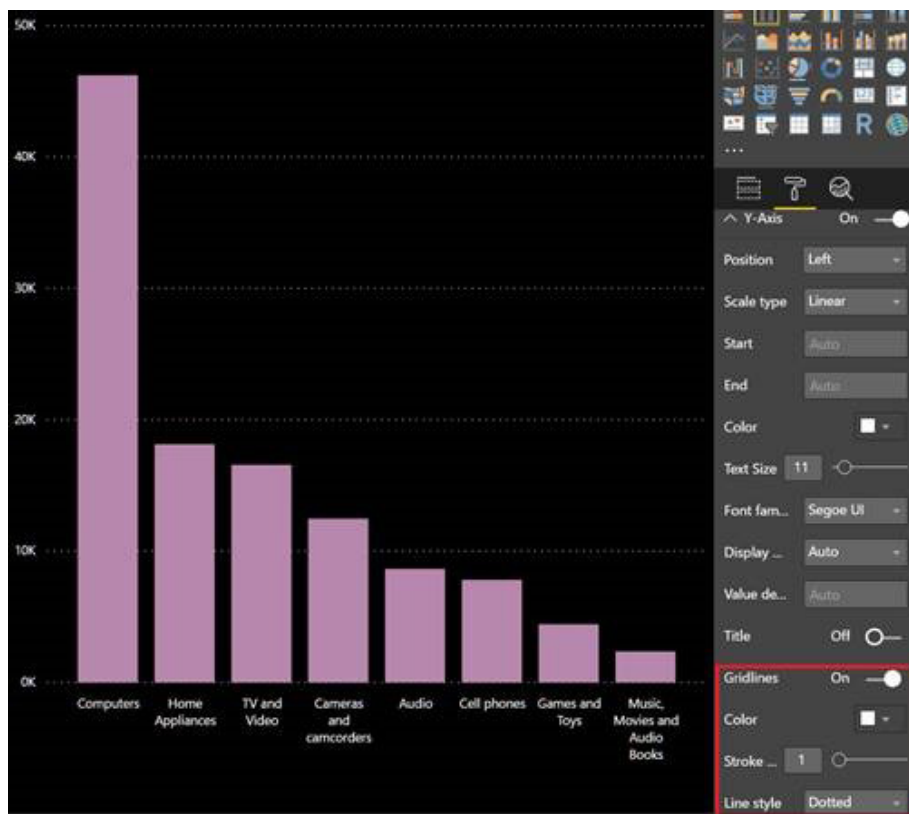 50K
40K
30K
20K
10K
0K
Computers
Home
Appliances
TV and
Video
Cameras
and
camcorders
Audio
Cell phones
Games and
Toys
Music,
Movies and
Audio
Books
R
...
Y-Axis On
Position Left
Scale type Linear
Start Auto
End Auto
Color
Text Size 11
Font fam... Segoe UI
Display ... Auto
Value de... Auto
Title Off
Gridlines On
Color
Stroke ... 1
Line style Dotted